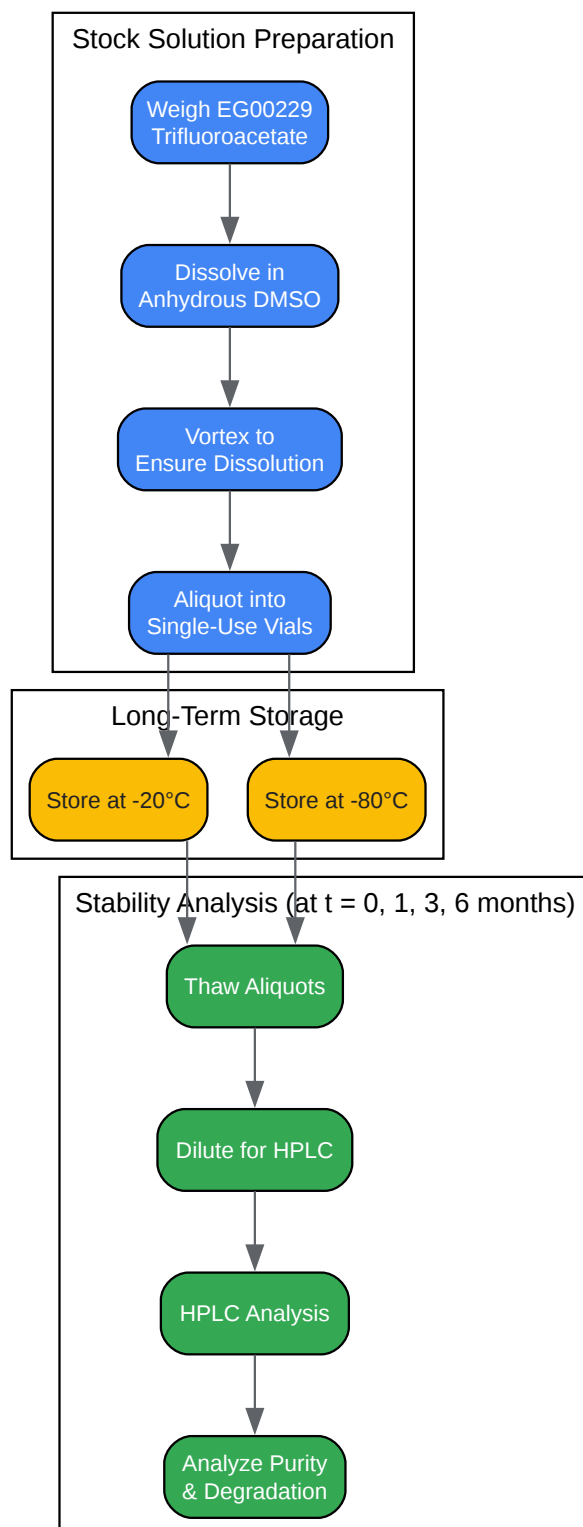 Stock Solution Preparation
Weigh EG00229
Trifluoroacetate
Dissolve in
Anhydrous DMSO
Vortex to
Ensure Dissolution
Aliquot into
Single-Use Vials
Long-Term Storage
Store at -20°C
Store at -80°C
Stability Analysis (at t = 0, 1, 3, 6 months)
Thaw Aliquots
Dilute for HPLC
HPLC Analysis
Analyze Purity
& Degradation